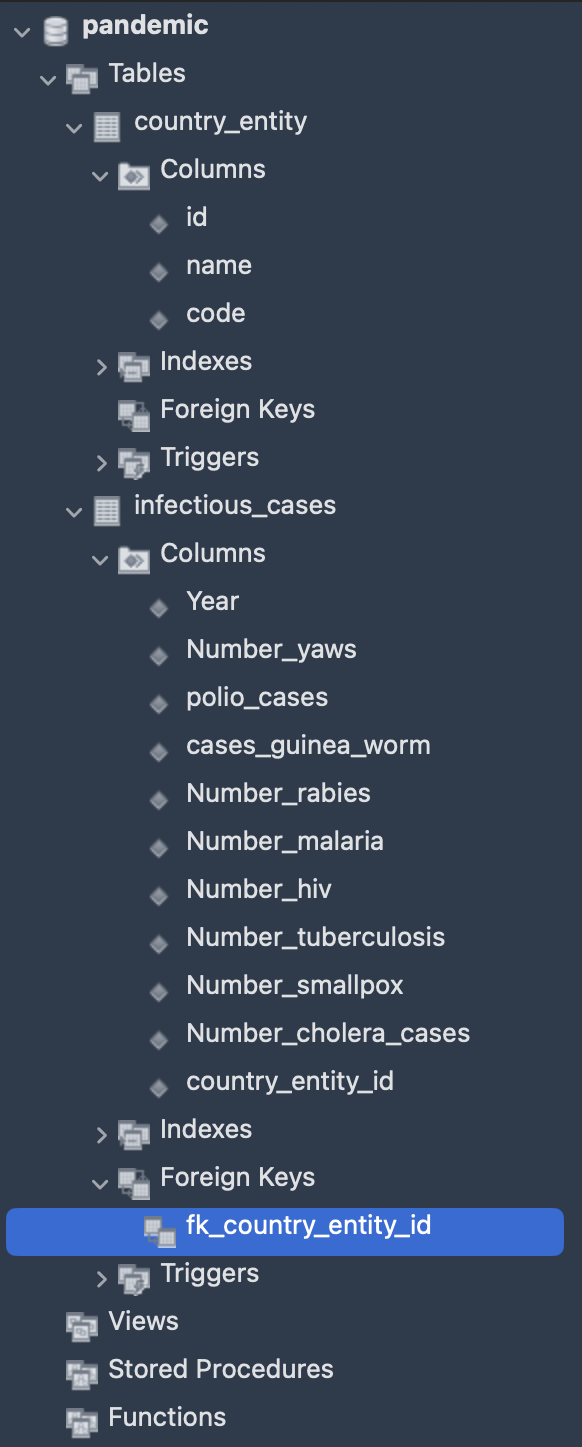 pandemic
Tables
country_entity
Columns
id
name
code
Indexes
Foreign Keys
Triggers
infectious_cases
Columns
Year
Number_yaws
polio_cases
cases_guinea_worm
Number_rabies
Number_malaria
Number_hiv
Number_tuberculosis
Number_smallpox
Number_cholera_cases
country_entity_id
Indexes
Foreign Keys
fk_country_entity_id
Triggers
Views
Stored Procedures
Functions